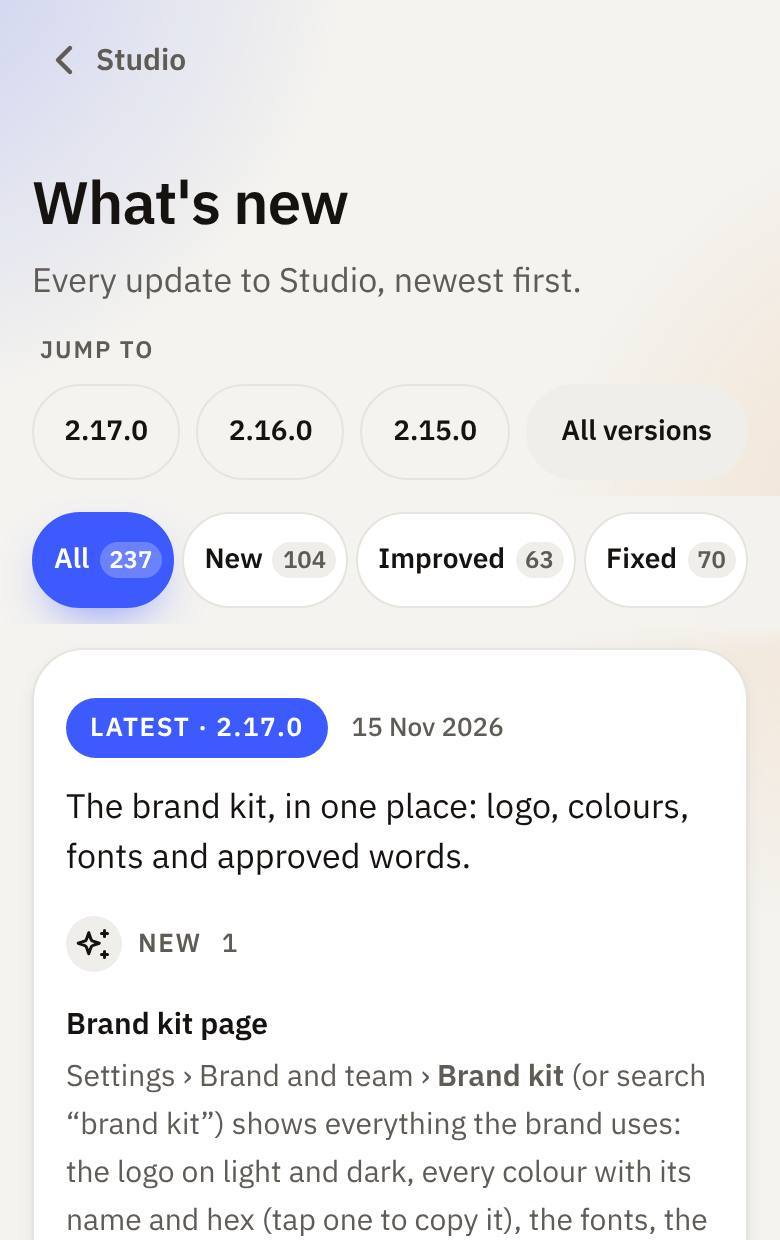 Studio
What's new
Every update to Studio, newest first.
JUMP TO
2.17.0 2.16.0 2.15.0 All versions
All 237 New 104 Improved 63 Fixed 70
LATEST · 2.17.0 15 Nov 2026
The brand kit, in one place: logo, colours,
fonts and approved words.
NEW 1
Brand kit page
Settings › Brand and team › Brand kit (or search
“brand kit”) shows everything the brand uses:
the logo on light and dark, every colour with its
name and hex (tap one to copy it), the fonts, the